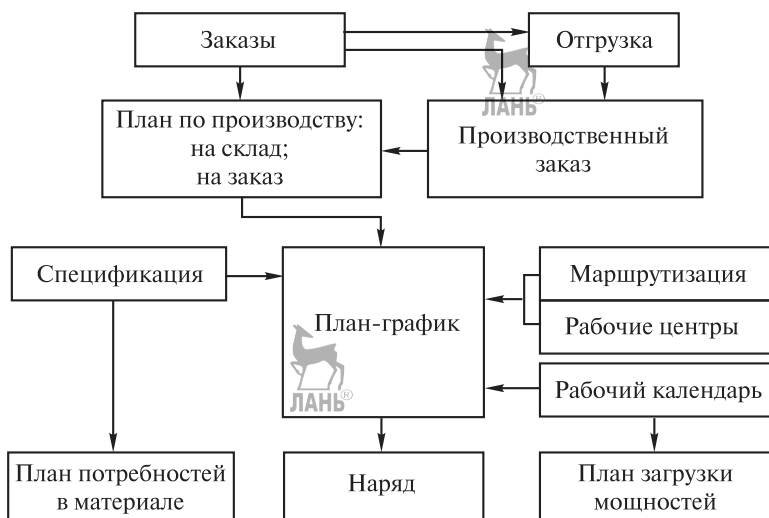 Заказы
Отгрузка
ЛАНЬ®
План по производству:
на склад;
на заказ
Производственный
заказ
Спецификация
План-график
Маршрутизация
Рабочие центры
ЛАНЬ®
Рабочий календарь
План потребностей
в материале
Наряд
План загрузки
мощностей